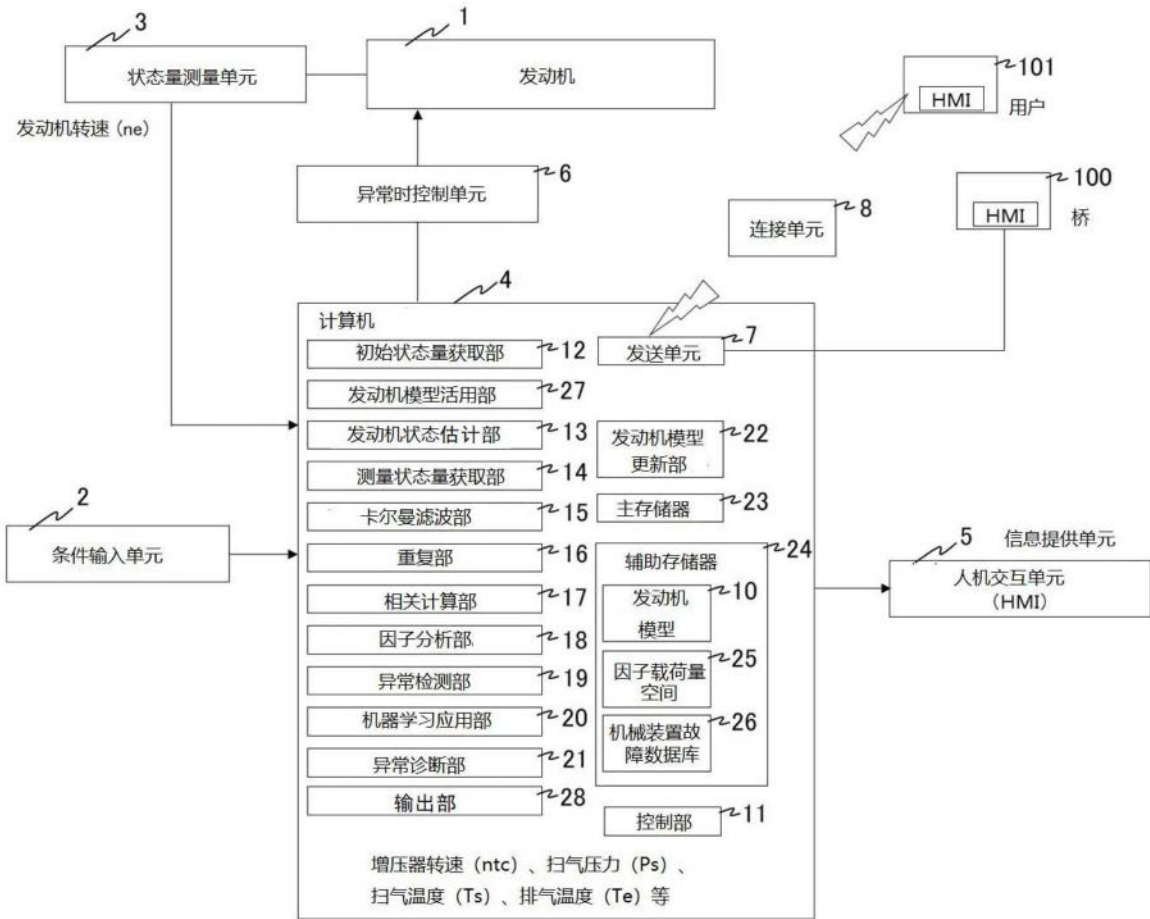 3
1
状态量测量单元
发动机
101
HMI
用户
发动机转速 (ne)
6
异常时控制单元
8
连接单元
100
HMI
桥
4
计算机
初始状态量获取部
12
7
发送单元
发动机模型活用部
27
发动机状态估计部
13
发动机模型
更新部
22
测量状态量获取部
14
2
卡尔曼滤波部
15
主存储器
23
条件输入单元
重复部
16
24
辅助存储器
5
信息提供单元
人机交互单元
(HMI)
相关计算部
17
发动机
模型
10
因子分析部
18
因子载荷量
空间
25
异常检测部
19
机器学习应用部
20
机械装置故
障数据库
26
异常诊断部
21
输出部
28
控制部
11
增压器转速（ntc）、扫气压力（Ps）、
扫气温度（Ts）、排气温度（Te）等